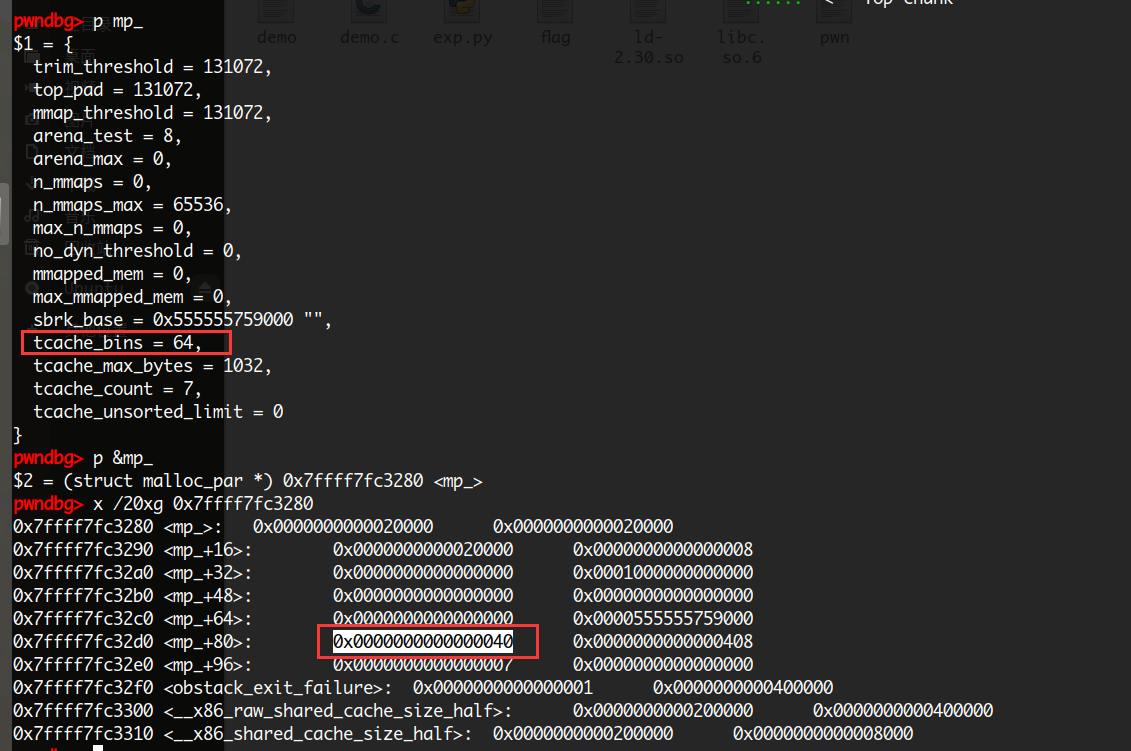 Top chunk
pwndbg> p mp_
$1 = {
demo demo.c exp.py flag ld-2.30.so libc.so.6 pwn
trim_threshold = 131072,
top_pad = 131072,
mmap_threshold = 131072,
arena_test = 8,
arena_max = 0,
n_mmaps = 0,
n_mmaps_max = 65536,
max_n_mmaps = 0,
no_dyn_threshold = 0,
mmapped_mem = 0,
max_mmapped_mem = 0,
sbrk_base = 0x555555759000 "",
tcache_bins = 64,
tcache_max_bytes = 1032,
tcache_count = 7,
tcache_unsorted_limit = 0
}
pwndbg> p &mp_
$2 = (struct malloc_par *) 0x7ffff7fc3280 <mp_>
pwndbg> x /20xg 0x7ffff7fc3280
0x7ffff7fc3280 <mp_>: 0x0000000000020000 0x0000000000020000
0x7ffff7fc3290 <mp_+16>: 0x0000000000020000 0x0000000000000008
0x7ffff7fc32a0 <mp_+32>: 0x0000000000000000 0x0001000000000000
0x7ffff7fc32b0 <mp_+48>: 0x0000000000000000 0x0000000000000000
0x7ffff7fc32c0 <mp_+64>: 0x0000000000000000 0x0000555555759000
0x7ffff7fc32d0 <mp_+80>: 0x0000000000000040 0x0000000000000408
0x7ffff7fc32e0 <mp_+96>: 0x0000000000000007 0x0000000000000000
0x7ffff7fc32f0 <obstack_exit_failure>: 0x0000000000000001 0x0000000000400000
0x7ffff7fc3300 <__x86_raw_shared_cache_size_half>: 0x0000000000200000 0x0000000000400000
0x7ffff7fc3310 <__x86_shared_cache_size_half>: 0x0000000000200000 0x0000000000008000